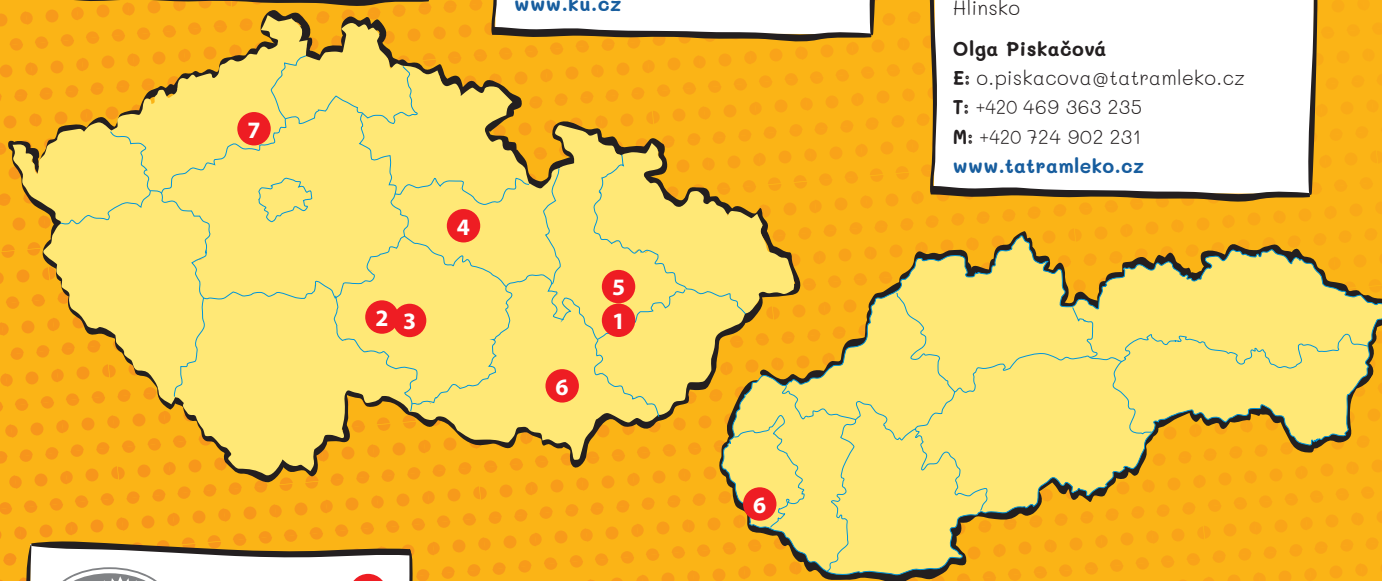 www.ku.cz
Hlinsko
Olga Piskačová
E: o.piskacova@tatramleko.cz
T: +420 469 363 235
M: +420 724 902 231
www.tatramleko.cz
7
4
5
2 3 1
6
6